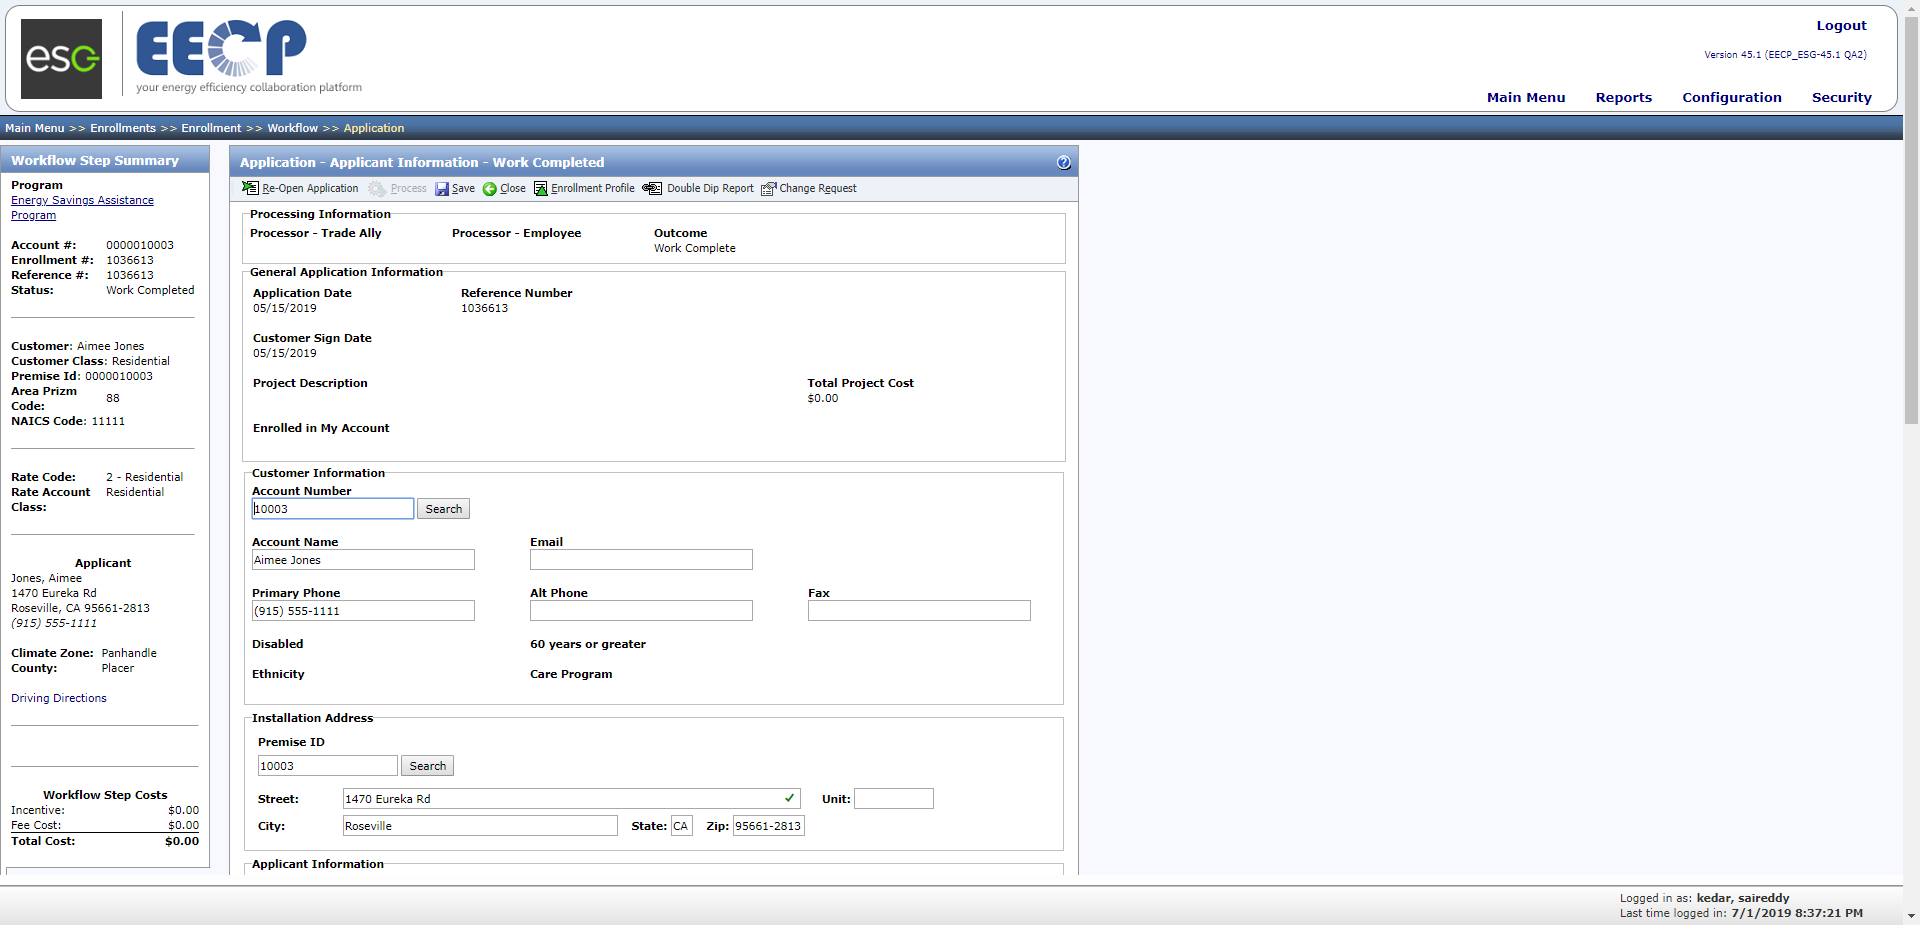 esg
EECP
your energy efficiency collaboration platform
Logout
Version 45.1 (EECP_ESG-45.1 QA2)
Main Menu Reports Configuration Security
Main Menu >> Enrollments >> Enrollment >> Workflow >> Application
Workflow Step Summary
Program
Energy Savings Assistance
Program
Account #: 0000010003
Enrollment #: 1036613
Reference #: 1036613
Status: Work Completed
Customer: Aimee Jones
Customer Class: Residential
Premise Id: 0000010003
Area Prizm
Code: 88
NAICS Code: 11111
Rate Code: 2 - Residential
Rate Account Residential
Class:
Applicant
Jones, Aimee
1470 Eureka Rd
Roseville, CA 95661-2813
(915) 555-1111
Climate Zone: Panhandle
County: Placer
Driving Directions
Workflow Step Costs
Incentive: $0.00
Fee Cost: $0.00
Total Cost: $0.00
Application - Applicant Information - Work Completed
Re-Open Application Process Save Close Enrollment Profile Double Dip Report Change Request
Processing Information
Processor - Trade Ally Processor - Employee Outcome
Work Complete
General Application Information
Application Date Reference Number
05/15/2019 1036613
Customer Sign Date
05/15/2019
Project Description Total Project Cost
$0.00
Enrolled in My Account
Customer Information
Account Number
10003 Search
Account Name Email
Aimee Jones
Primary Phone Alt Phone Fax
(915) 555-1111
Disabled 60 years or greater
Ethnicity Care Program
Installation Address
Premise ID
10003 Search
Street: 1470 Eureka Rd Unit:
City: Roseville State: CA Zip: 95661-2813
Applicant Information
Logged in as: kedar, saireddy
Last time logged in: 7/1/2019 8:37:21 PM